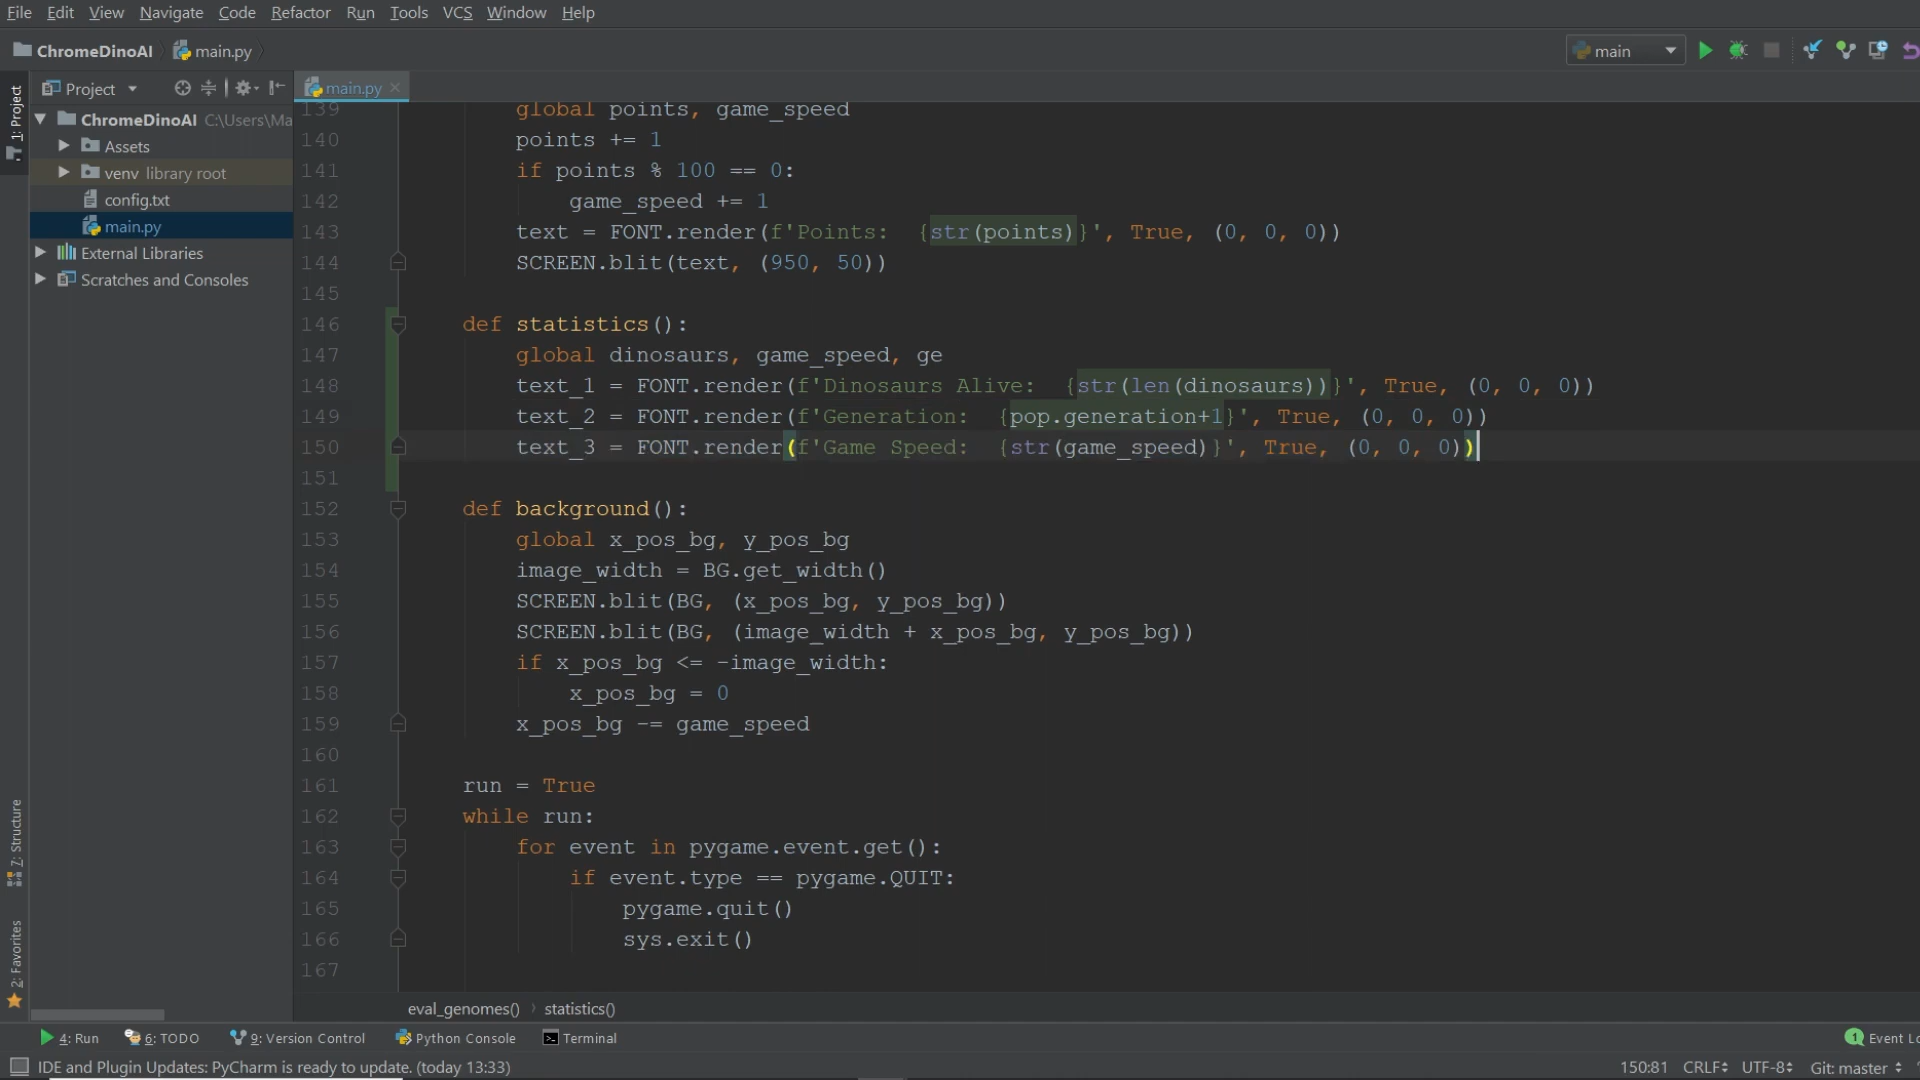 File Edit View Navigate Code Refactor Run Tools VCS Window Help
ChromeDinoAI main.py main
1: Project
Project
main.py
ChromeDinoAI C:\Users\Ma
Assets
venv library root
config.txt
main.py
External Libraries
Scratches and Consoles
139 global points, game_speed
140 points += 1
141 if points % 100 == 0:
142 game_speed += 1
143 text = FONT.render(f'Points:  {str(points)}', True, (0, 0, 0))
144 SCREEN.blit(text, (950, 50))
145
146 def statistics():
147 global dinosaurs, game_speed, ge
148 text_1 = FONT.render(f'Dinosaurs Alive:  {str(len(dinosaurs))}', True, (0, 0, 0))
149 text_2 = FONT.render(f'Generation:  {pop.generation+1}', True, (0, 0, 0))
150 text_3 = FONT.render(f'Game Speed:  {str(game_speed)}', True, (0, 0, 0))
151
152 def background():
153 global x_pos_bg, y_pos_bg
154 image_width = BG.get_width()
155 SCREEN.blit(BG, (x_pos_bg, y_pos_bg))
156 SCREEN.blit(BG, (image_width + x_pos_bg, y_pos_bg))
157 if x_pos_bg <= -image_width:
158 x_pos_bg = 0
159 x_pos_bg -= game_speed
160
161 run = True
162 while run:
163 for event in pygame.event.get():
164 if event.type == pygame.QUIT:
165 pygame.quit()
166 sys.exit()
167
7: Structure
2: Favorites
eval_genomes() statistics()
4: Run 6: TODO 9: Version Control Python Console Terminal 1 Event Lo
IDE and Plugin Updates: PyCharm is ready to update. (today 13:33) 150:81 CRLF UTF-8 Git: master